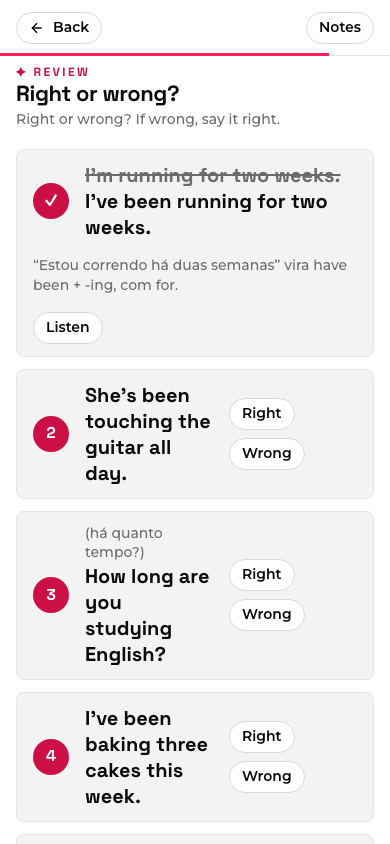 Back
Notes
REVIEW
Right or wrong?
Right or wrong? If wrong, say it right.
I'm running for two weeks.
I've been running for two
weeks.
“Estou correndo há duas semanas” vira have
been + -ing, com for.
Listen
2
She's been
touching the
guitar all
day.
Right
Wrong
3
(há quanto
tempo?)
How long are
you
studying
English?
Right
Wrong
4
I've been
baking three
cakes this
week.
Right
Wrong